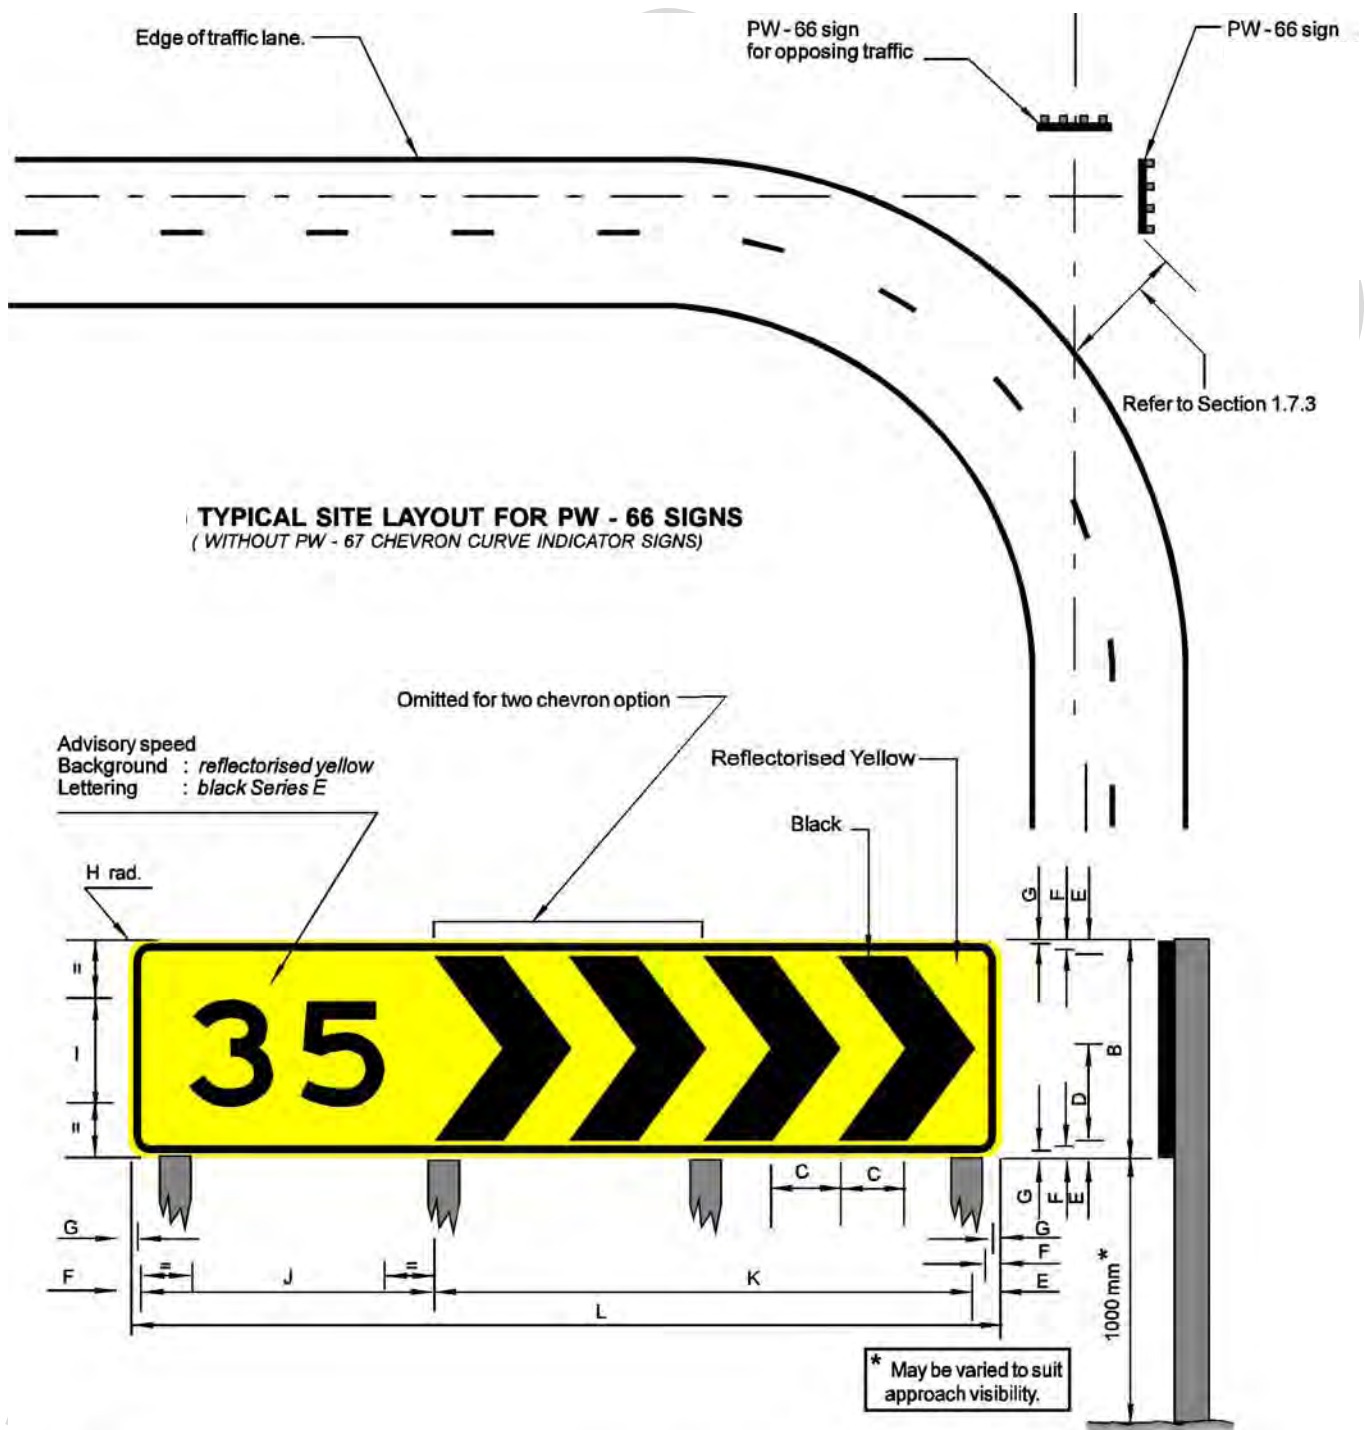 Edge of traffic lane.
PW - 66 sign
for opposing traffic
PW - 66 sign
Refer to Section 1.7.3
TYPICAL SITE LAYOUT FOR PW - 66 SIGNS
( WITHOUT PW - 67 CHEVRON CURVE INDICATOR SIGNS)
Omitted for two chevron option
Advisory speed
Background : reflectorised yellow
Lettering : black Series E
Reflectorised Yellow
Black
H rad.
G F E
=
I
=
35
B
D
C C
G F E
G
F
= J =
K
G
F
E
L
1000 mm*
* May be varied to suit
approach visibility.